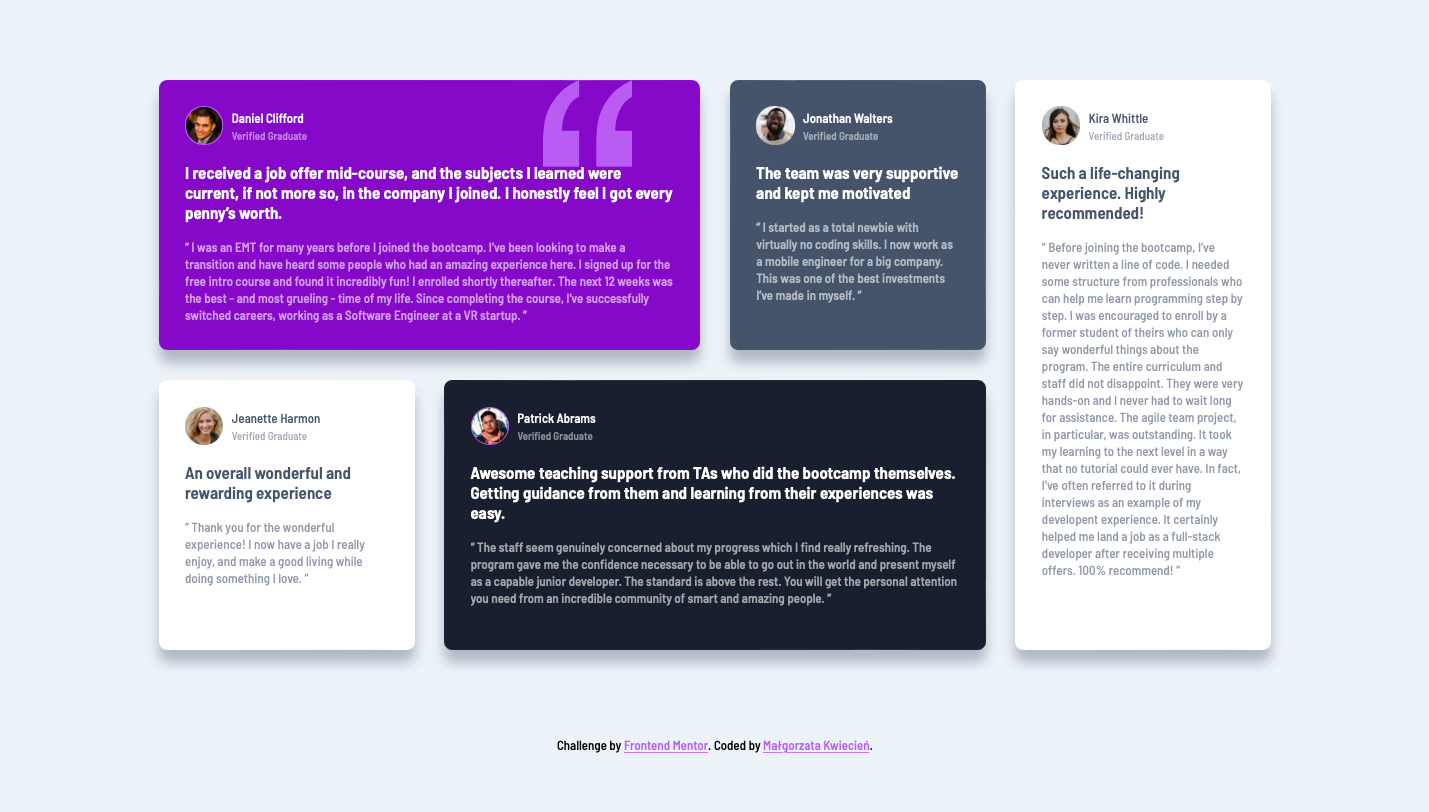 Daniel Clifford
Verified Graduate
I received a job offer mid-course, and the subjects I learned were
current, if not more so, in the company I joined. I honestly feel I got every
penny’s worth.
“ I was an EMT for many years before I joined the bootcamp. I’ve been looking to make a
transition and have heard some people who had an amazing experience here. I signed up for the
free intro course and found it incredibly fun! I enrolled shortly thereafter. The next 12 weeks was
the best - and most grueling - time of my life. Since completing the course, I’ve successfully
switched careers, working as a Software Engineer at a VR startup. ”
Jonathan Walters
Verified Graduate
The team was very supportive
and kept me motivated
“ I started as a total newbie with
virtually no coding skills. I now work as
a mobile engineer for a big company.
This was one of the best investments
I’ve made in myself. ”
Kira Whittle
Verified Graduate
Such a life-changing
experience. Highly
recommended!
“ Before joining the bootcamp, I’ve
never written a line of code. I needed
some structure from professionals who
can help me learn programming step by
step. I was encouraged to enroll by a
former student of theirs who can only
say wonderful things about the
program. The entire curriculum and
staff did not disappoint. They were very
hands-on and I never had to wait long
for assistance. The agile team project,
in particular, was outstanding. It took
my learning to the next level in a way
that no tutorial could ever have. In fact,
I’ve often referred to it during
interviews as an example of my
developent experience. It certainly
helped me land a job as a full-stack
developer after receiving multiple
offers. 100% recommend! ”
Jeanette Harmon
Verified Graduate
An overall wonderful and
rewarding experience
“ Thank you for the wonderful
experience! I now have a job I really
enjoy, and make a good living while
doing something I love. ”
Patrick Abrams
Verified Graduate
Awesome teaching support from TAs who did the bootcamp themselves.
Getting guidance from them and learning from their experiences was
easy.
“ The staff seem genuinely concerned about my progress which I find really refreshing. The
program gave me the confidence necessary to be able to go out in the world and present myself
as a capable junior developer. The standard is above the rest. You will get the personal attention
you need from an incredible community of smart and amazing people. ”
Challenge by Frontend Mentor. Coded by Małgorzata Kwiecień.